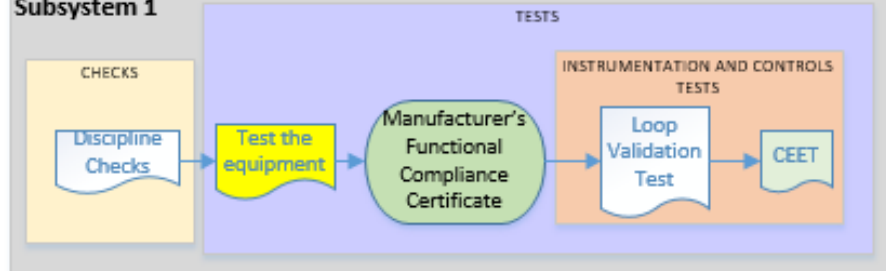 Subsystem 1
TESTS
CHECKS
Discipline
Checks
Test the
equipment
Manufacturer's
Functional
Compliance
Certificate
INSTRUMENTATION AND CONTROLS
TESTS
Loop
Validation
Test
CEET